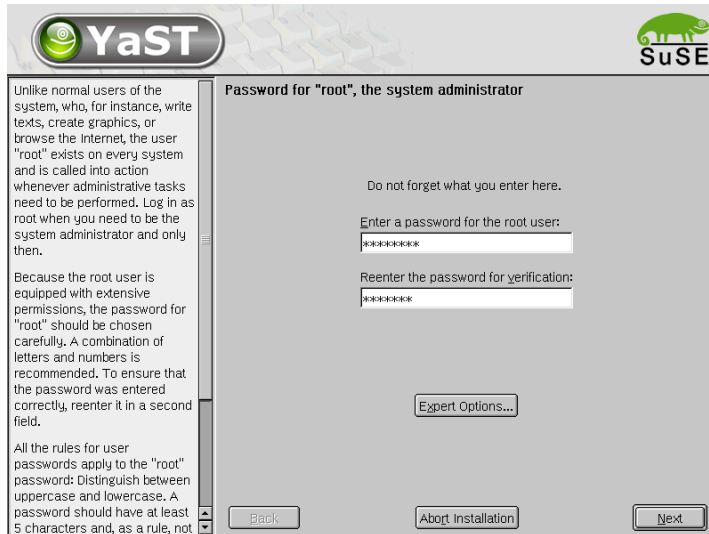 YaST
SuSE
Unlike normal users of the
system, who, for instance, write
texts, create graphics, or
browse the Internet, the user
"root" exists on every system
and is called into action
whenever administrative tasks
need to be performed. Log in as
root when you need to be the
system administrator and only
then.
Because the root user is
equipped with extensive
permissions, the password for
"root" should be chosen
carefully. A combination of
letters and numbers is
recommended. To ensure that
the password was entered
correctly, reenter it in a second
field.
All the rules for user
passwords apply to the "root"
password: Distinguish between
uppercase and lowercase. A
password should have at least
5 characters and, as a rule, not
Password for "root", the system administrator
Do not forget what you enter here.
Enter a password for the root user:
********
Reenter the password for verification:
*******
Expert Options...
Back
Abort Installation
Next